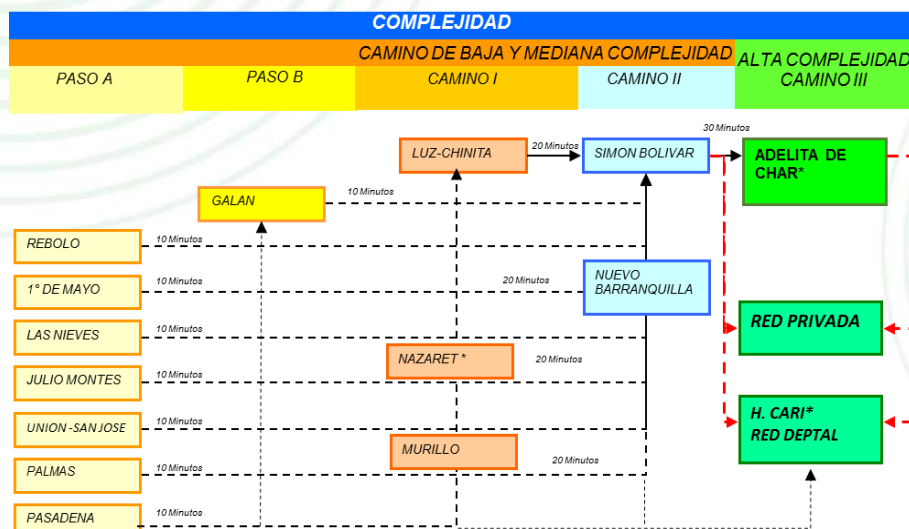 COMPLEJIDAD
CAMINO DE BAJA Y MEDIANA COMPLEJIDAD
ALTA COMPLEJIDAD
CAMINO III
PASO A
PASO B
CAMINO I
CAMINO II
30 Minutos
LUZ-CHINITA
20 Minutos
SIMON BOLIVAR
ADELITA DE
CHAR*
GALAN
10 Minutos
REBOLO
10 Minutos
1° DE MAYO
10 Minutos
20 Minutos
NUEVO
BARRANQUILLA
LAS NIEVES
10 Minutos
RED PRIVADA
NAZARET *
20 Minutos
JULIO MONTES
10 Minutos
UNION -SAN JOSE
10 Minutos
H. CARI*
RED DEPTAL
MURILLO
20 Minutos
PALMAS
10 Minutos
PASADENA
10 Minutos